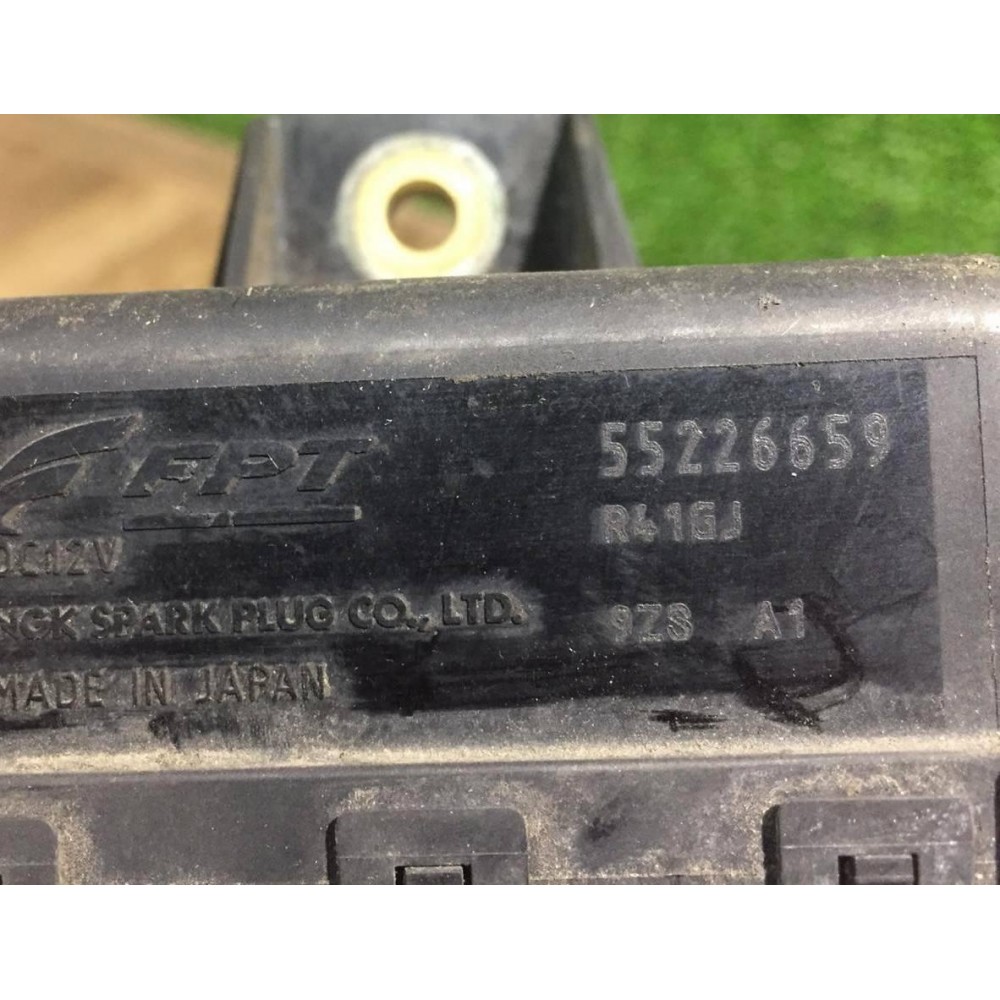 FPT
55226659
R41GJ
DC12V
NGK SPARK PLUG CO., LTD.
9Z8 A1
MADE IN JAPAN